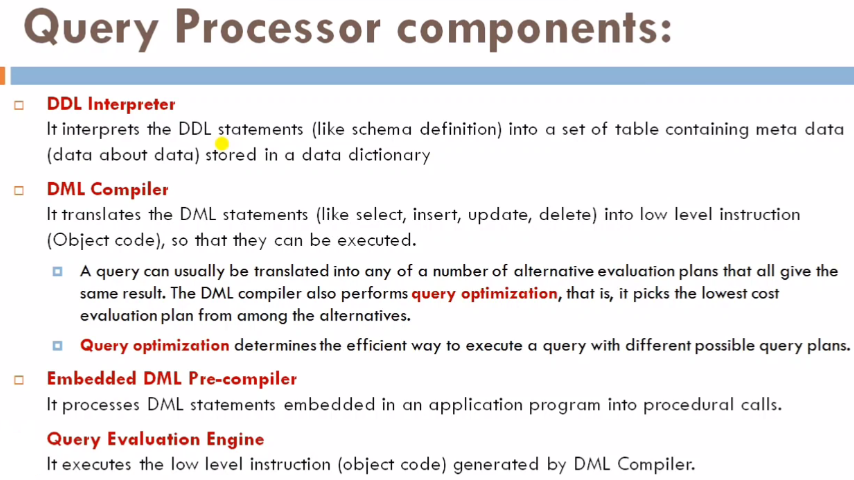 Query Processor components:
DDL Interpreter
It interprets the DDL statements (like schema definition) into a set of table containing meta data
(data about data) stored in a data dictionary
DML Compiler
It translates the DML statements (like select, insert, update, delete) into low level instruction
(Object code), so that they can be executed.
A query can usually be translated into any of a number of alternative evaluation plans that all give the
same result. The DML compiler also performs query optimization, that is, it picks the lowest cost
evaluation plan from among the alternatives.
Query optimization determines the efficient way to execute a query with different possible query plans.
Embedded DML Pre-compiler
It processes DML statements embedded in an application program into procedural calls.
Query Evaluation Engine
It executes the low level instruction (object code) generated by DML Compiler.